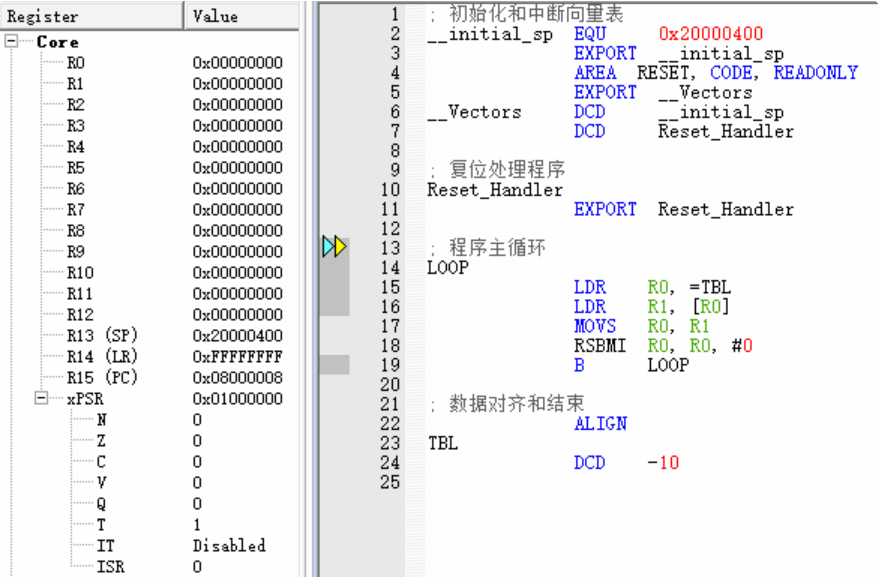 Register Value
Core
R0 0x00000000
R1 0x00000000
R2 0x00000000
R3 0x00000000
R4 0x00000000
R5 0x00000000
R6 0x00000000
R7 0x00000000
R8 0x00000000
R9 0x00000000
R10 0x00000000
R11 0x00000000
R12 0x00000000
R13 (SP) 0x20000400
R14 (LR) 0xFFFFFFFF
R15 (PC) 0x08000008
xPSR 0x01000000
N 0
Z 0
C 0
V 0
Q 0
T 1
IT Disabled
ISR 0
1 ; 初始化和中断向量表
2 __initial_sp EQU 0x20000400
3 EXPORT __initial_sp
4 AREA RESET, CODE, READONLY
5 EXPORT __Vectors
6 __Vectors DCD __initial_sp
7 DCD Reset_Handler
8
9 ; 复位处理程序
10 Reset_Handler
11 EXPORT Reset_Handler
12
13 ; 程序主循环
14 LOOP
15 LDR R0, =TBL
16 LDR R1, [R0]
17 MOVS R0, R1
18 RSBMI R0, R0, #0
19 B LOOP
20
21 ; 数据对齐和结束
22 ALIGN
23 TBL
24 DCD -10
25